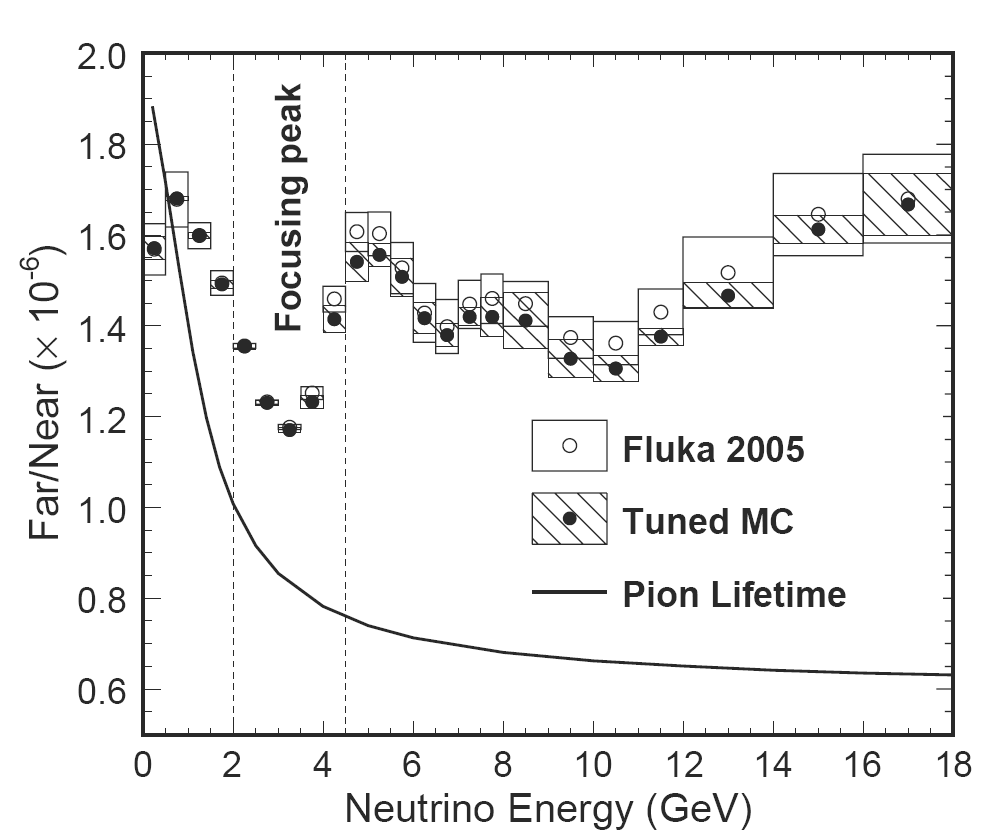 2.0
1.8
1.6
1.4
1.2
1.0
0.8
0.6
Far/Near (× 10⁻⁶)
Focusing peak
Fluka 2005
Tuned MC
Pion Lifetime
0 2 4 6 8 10 12 14 16 18
Neutrino Energy (GeV)